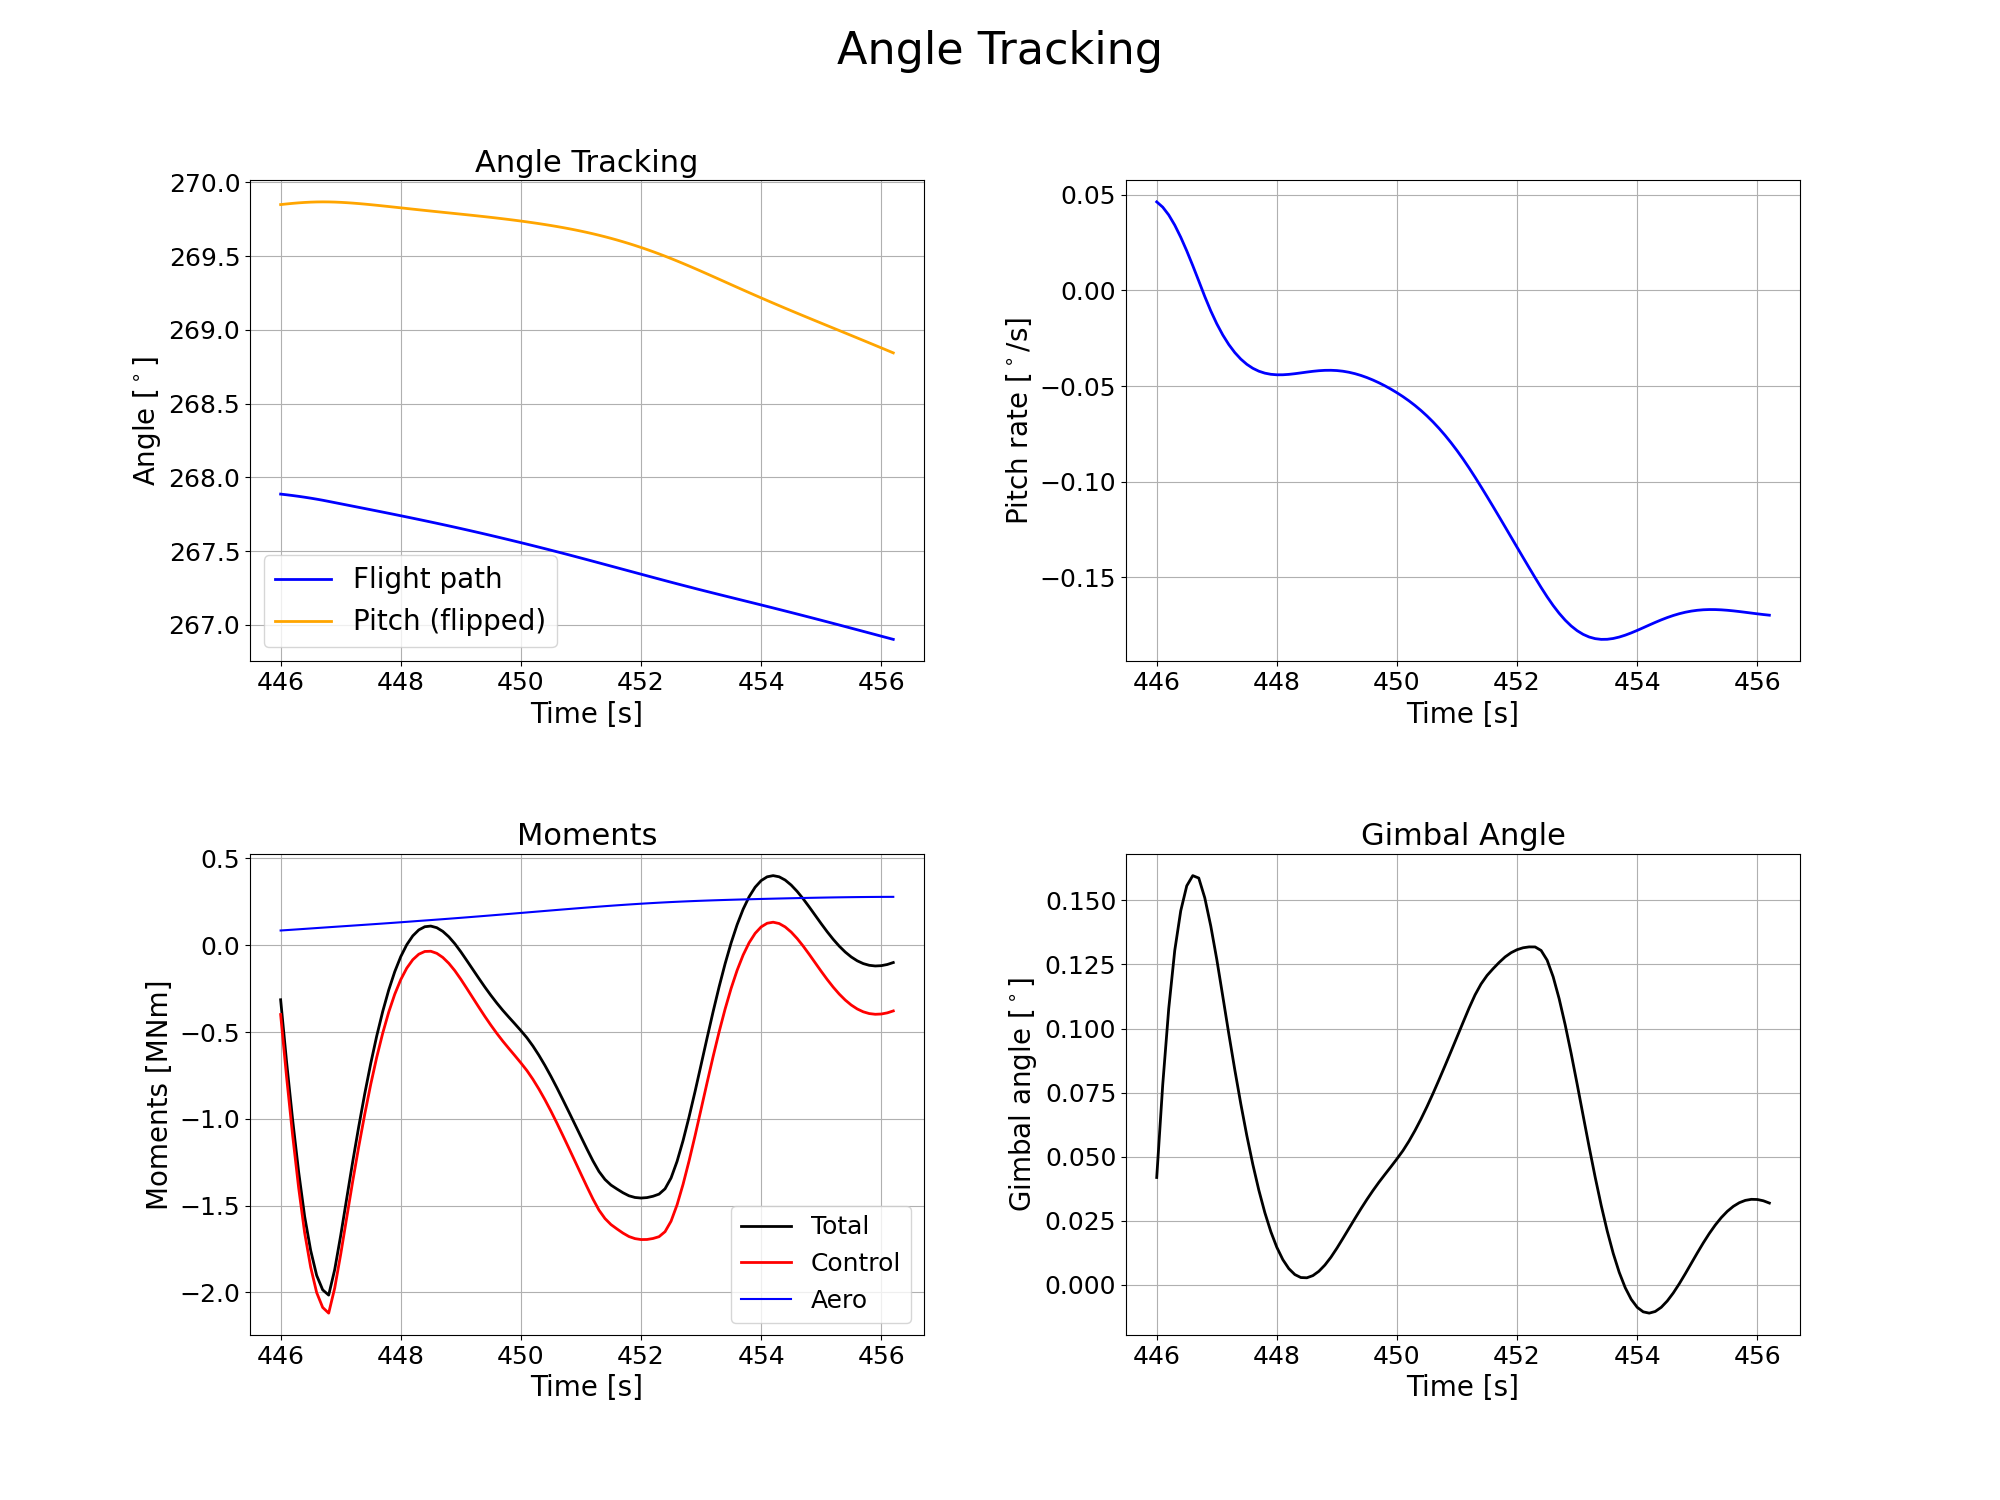 Angle Tracking
Angle Tracking
270.0
269.5
269.0
268.5
268.0
267.5
267.0
Angle [°]
Flight path
Pitch (flipped)
446 448 450 452 454 456
Time [s]
0.05
0.00
−0.05
−0.10
−0.15
Pitch rate [°/s]
446 448 450 452 454 456
Time [s]
Moments
0.5
0.0
−0.5
−1.0
−1.5
−2.0
Moments [MNm]
Total
Control
Aero
446 448 450 452 454 456
Time [s]
Gimbal Angle
0.150
0.125
0.100
0.075
0.050
0.025
0.000
Gimbal angle [°]
446 448 450 452 454 456
Time [s]